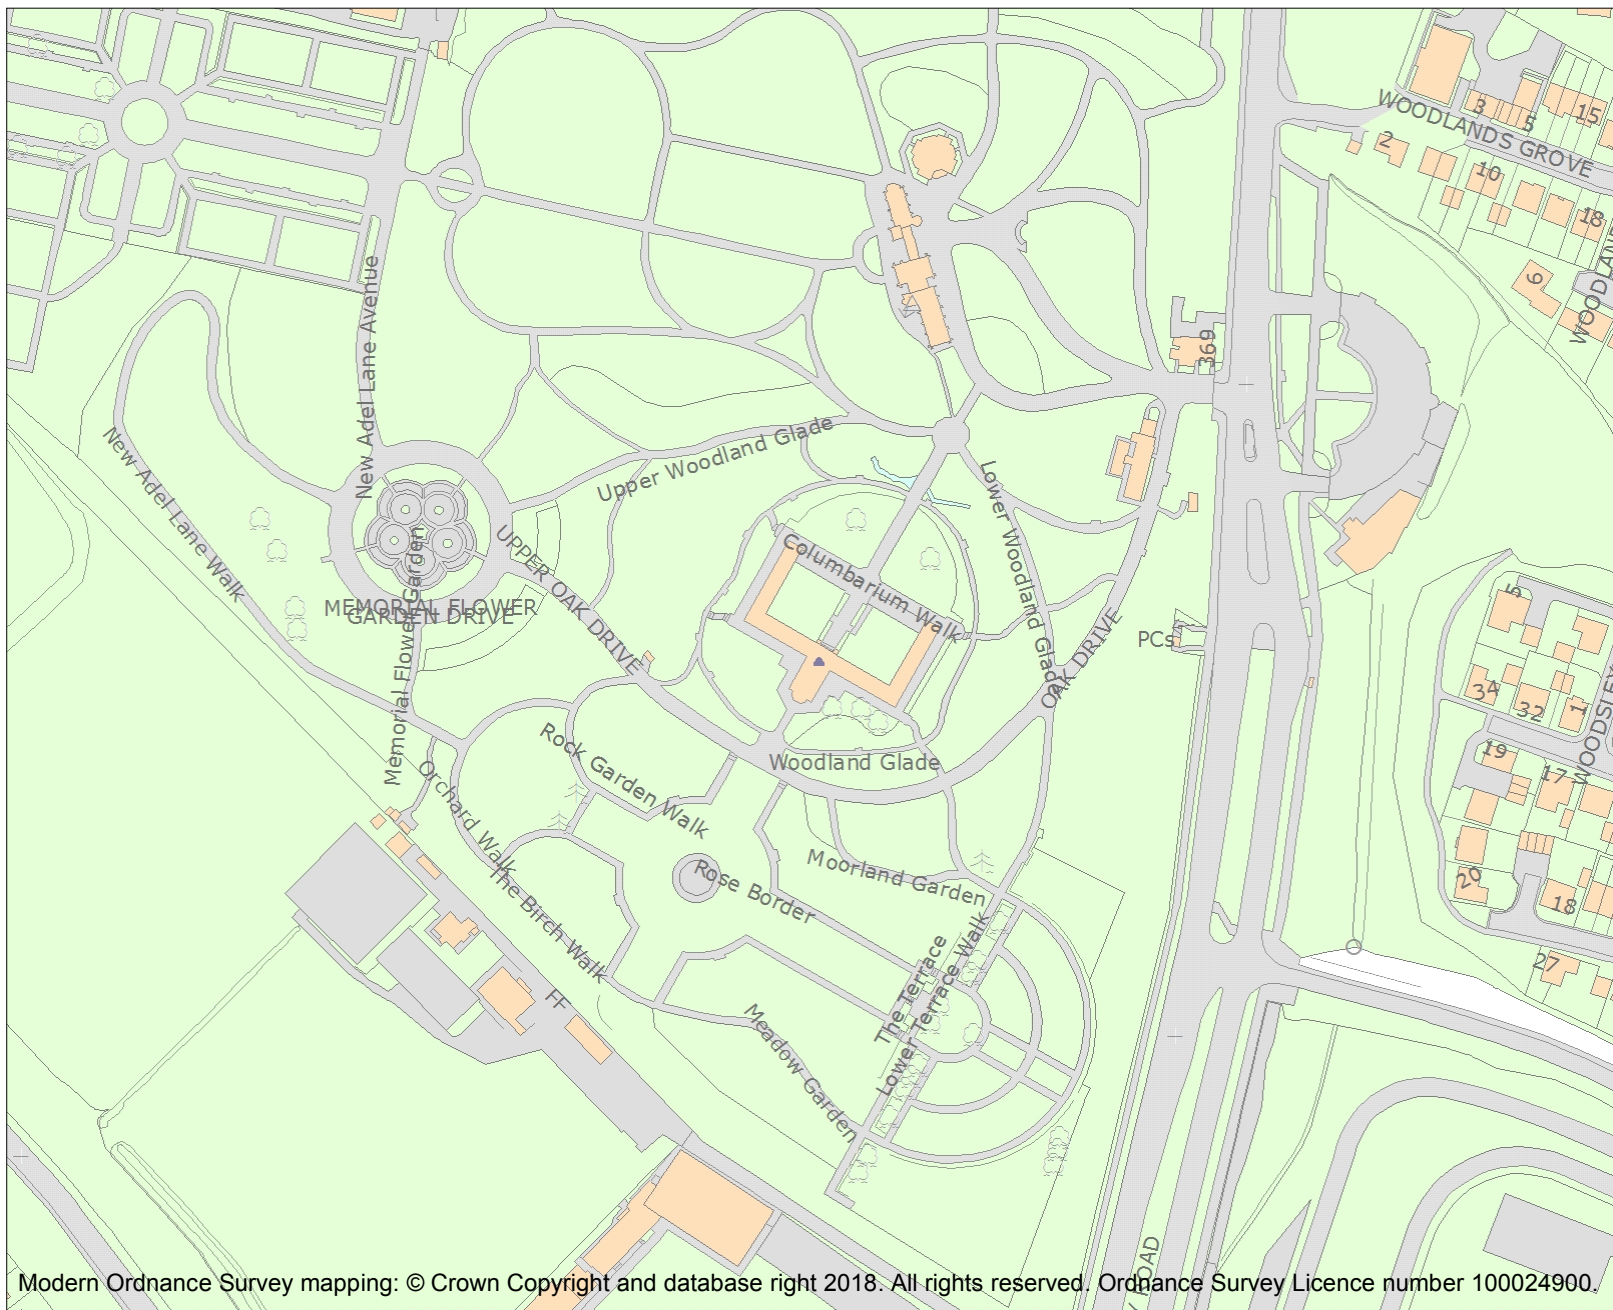 WOODLANDS GROVE
3
5
15
2
10
18
6
WOODLAN
New Adel Lane Avenue
369
New Adel Lane Walk
Upper Woodland Glade
Lower Woodland Glade
UPPER OAK DRIVE
Columbarium Walk
MEMORIAL FLOWER
GARDEN DRIVE
Memorial Flower Garden
OAK DRIVE
PCs
5
34
32
1
WOODSLEY
19
17
20
18
27
Rock Garden Walk
Woodland Glade
Orchard Walk
Moorland Garden
Rose Border
The Birch Walk
The Terrace
Lower Terrace Walk
FF
Meadow Garden
ROAD
Modern Ordnance Survey mapping: © Crown Copyright and database right 2018. All rights reserved. Ordnance Survey Licence number 100024900.